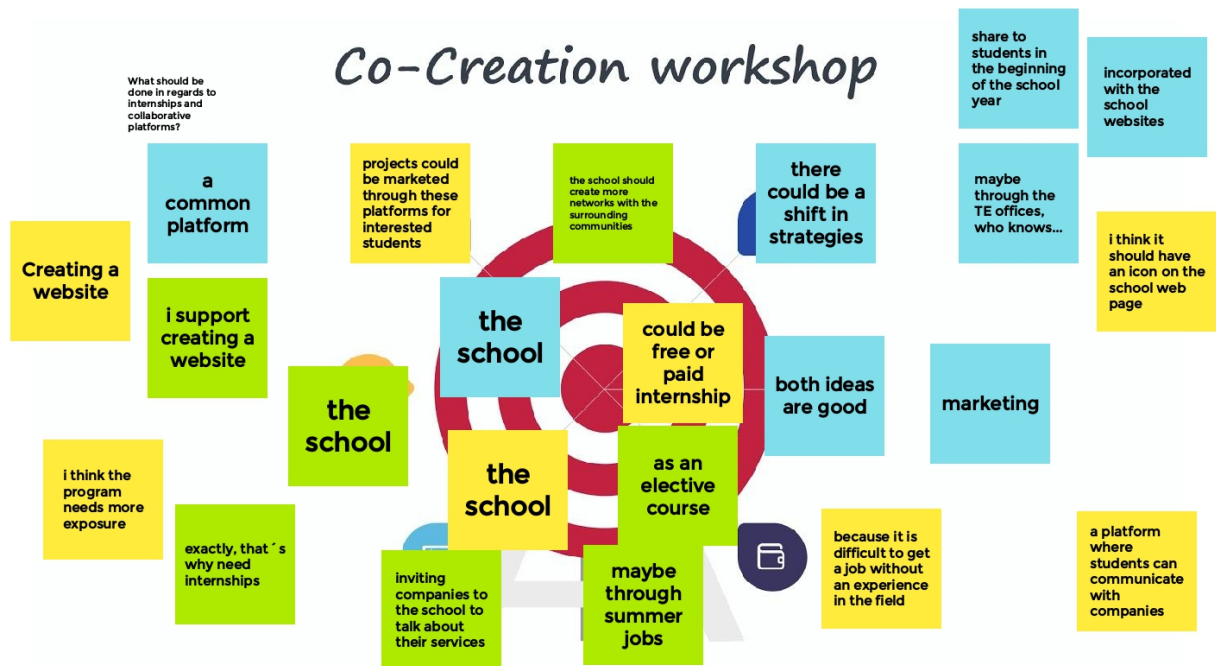 Co-Creation workshop
What should be
done in regards to
internships and
collaborative
platforms?
a
common
platform
Creating a
website
i support
creating a
website
projects could
be marketed
through these
platforms for
interested
students
the school should
create more
networks with the
surrounding
communities
there
could be a
shift in
strategies
share to
students in
the beginning
of the school
year
incorporated
with the
school
websites
maybe
through the
TE offices,
who knows...
i think it
should have
an icon on the
school web
page
the
school
the
school
the
school
could be
free or
paid
internship
both ideas
are good
marketing
as an
elective
course
i think the
program
needs more
exposure
exactly, that´s
why need
internships
inviting
companies to
the school to
talk about
their services
maybe
through
summer
jobs
because it is
difficult to get
a job without
an experience
in the field
a platform
where
students can
communicate
with
companies